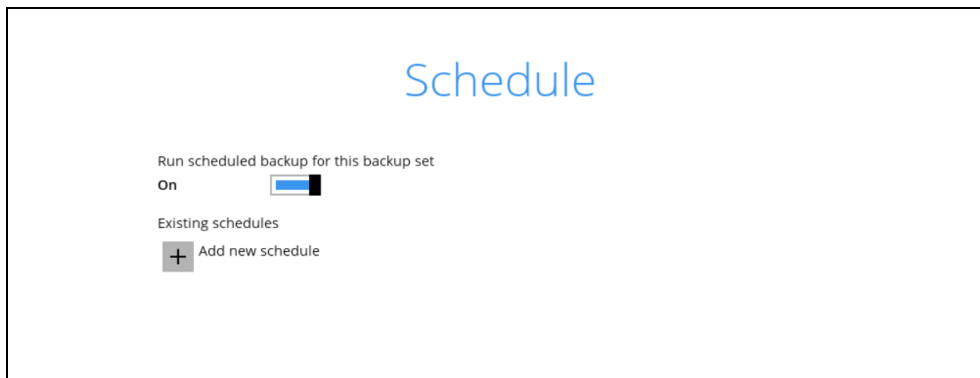 Schedule
Run scheduled backup for this backup set
On
Existing schedules
Add new schedule